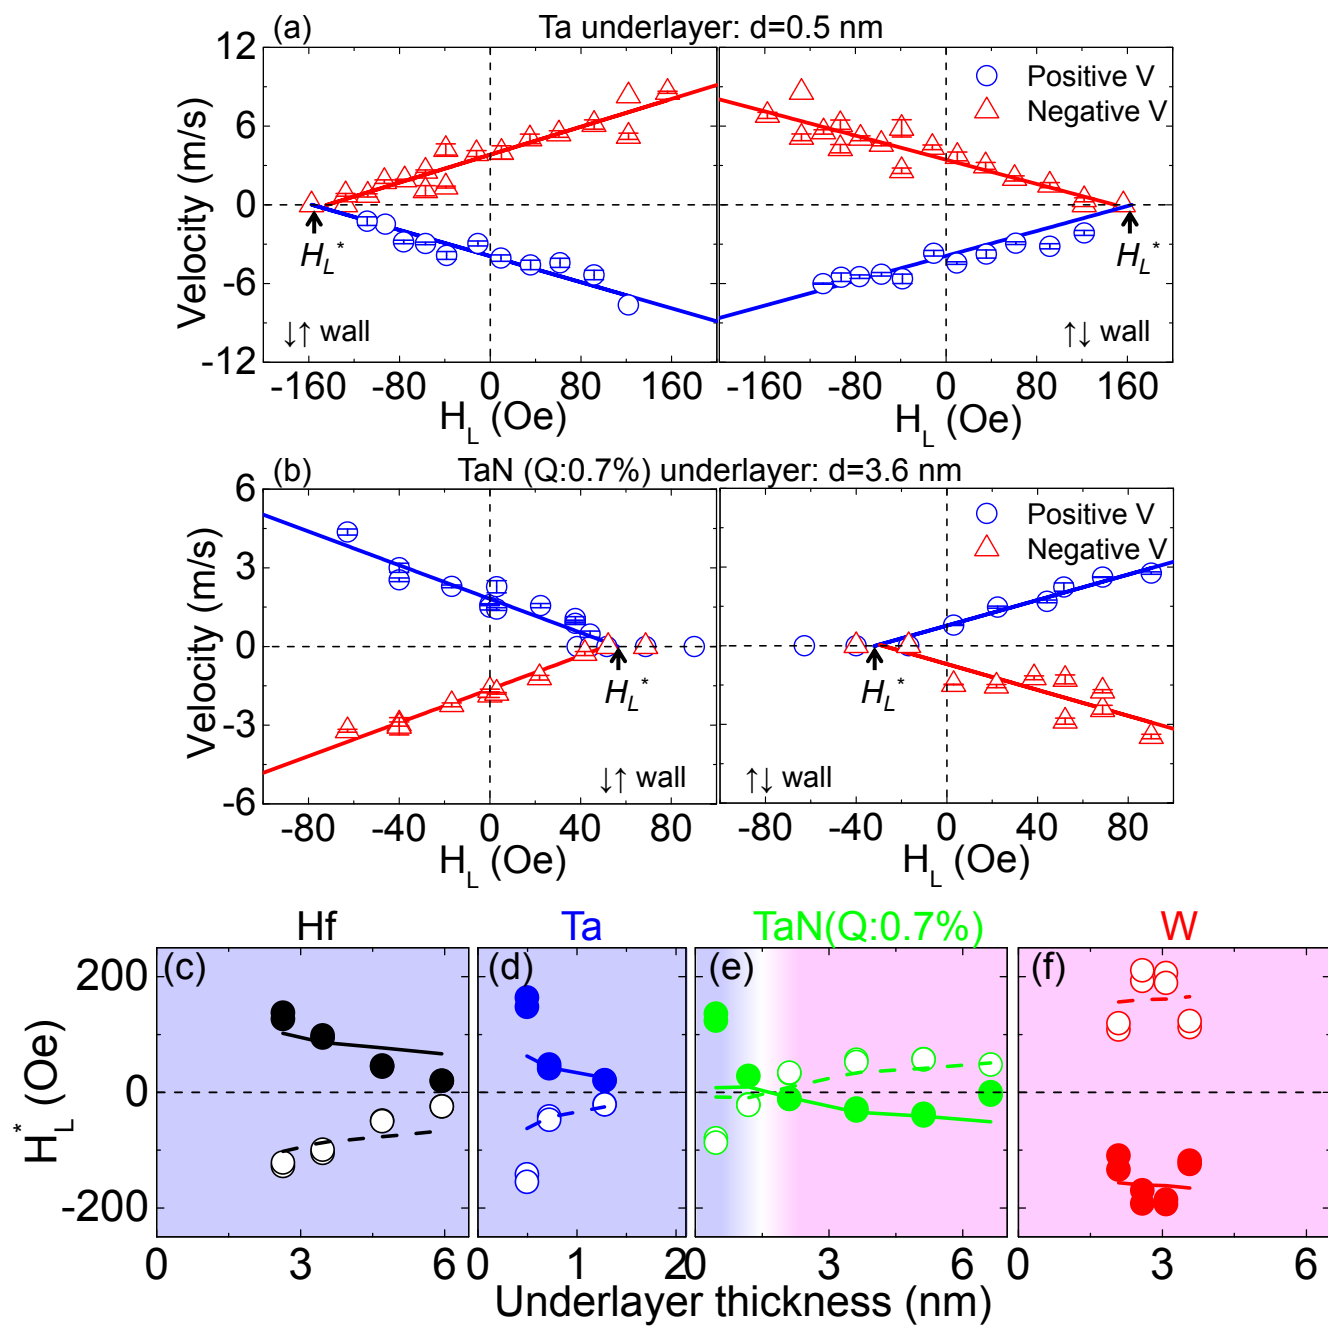 (a) Ta underlayer: d=0.5 nm
Velocity (m/s)
12
6
0
-6
-12
Positive V
Negative V
H_L^*
H_L^*
↓↑ wall
↑↓ wall
-160 -80 0 80 160
-160 -80 0 80 160
H_L (Oe)
H_L (Oe)
(b) TaN (Q:0.7%) underlayer: d=3.6 nm
Velocity (m/s)
6
3
0
-3
-6
Positive V
Negative V
H_L^*
H_L^*
↓↑ wall
↑↓ wall
-80 -40 0 40
-80 -40 0 40 80
H_L (Oe)
H_L (Oe)
Hf Ta TaN(Q:0.7%) W
(c) (d) (e) (f)
H_L^* (Oe)
200
0
-200
0 3 6
0 1 2
0 3 6
0 3 6
Underlayer thickness (nm)